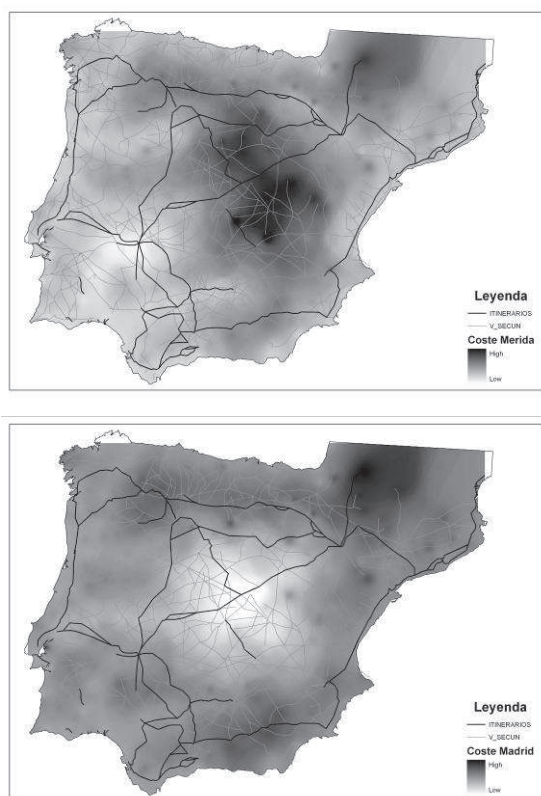 Leyenda
ITINERARIOS
V_SECUN
Coste Merida
High
Low
Leyenda
ITINERARIOS
V_SECUN
Coste Madrid
High
Low